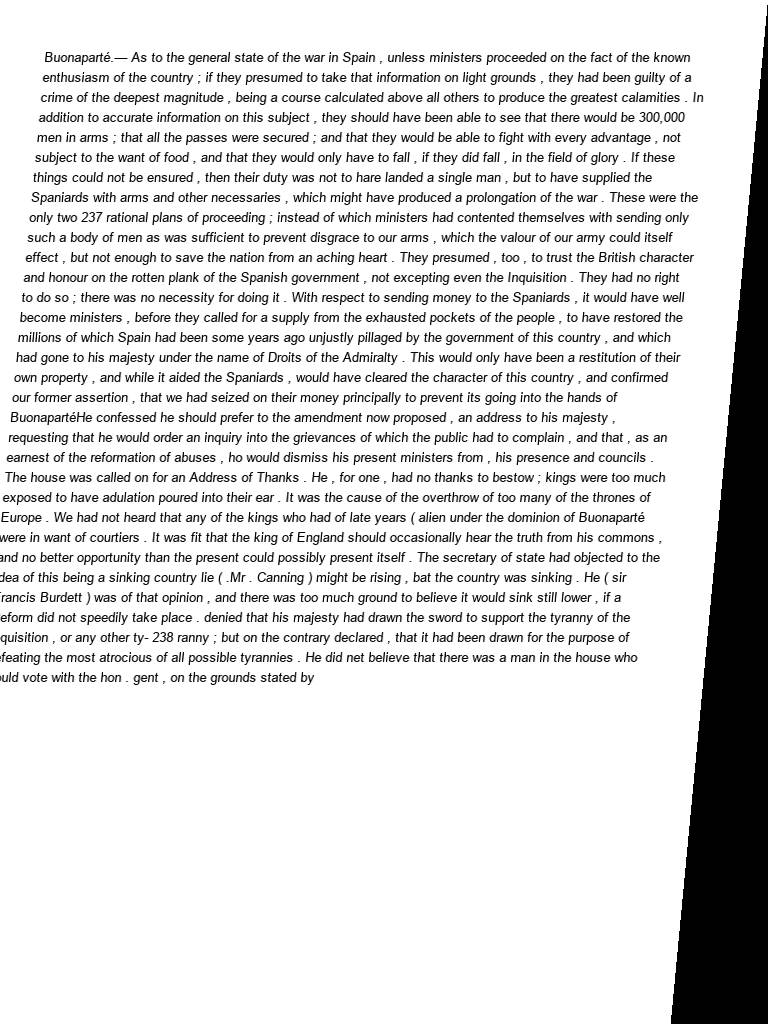 Buonaparté.— As to the general state of the war in Spain , unless ministers proceeded on the fact of the known
enthusiasm of the country ; if they presumed to take that information on light grounds , they had been guilty of a
crime of the deepest magnitude , being a course calculated above all others to produce the greatest calamities . In
addition to accurate information on this subject , they should have been able to see that there would be 300,000
men in arms ; that all the passes were secured ; and that they would be able to fight with every advantage , not
subject to the want of food , and that they would only have to fall , if they did fall , in the field of glory . If these
things could not be ensured , then their duty was not to hare landed a single man , but to have supplied the
Spaniards with arms and other necessaries , which might have produced a prolongation of the war . These were the
only two 237 rational plans of proceeding ; instead of which ministers had contented themselves with sending only
such a body of men as was sufficient to prevent disgrace to our arms , which the valour of our army could itself
effect , but not enough to save the nation from an aching heart . They presumed , too , to trust the British character
and honour on the rotten plank of the Spanish government , not excepting even the Inquisition . They had no right
to do so ; there was no necessity for doing it . With respect to sending money to the Spaniards , it would have well
become ministers , before they called for a supply from the exhausted pockets of the people , to have restored the
millions of which Spain had been some years ago unjustly pillaged by the government of this country , and which
had gone to his majesty under the name of Droits of the Admiralty . This would only have been a restitution of their
own property , and while it aided the Spaniards , would have cleared the character of this country , and confirmed
our former assertion , that we had seized on their money principally to prevent its going into the hands of
BuonapartéHe confessed he should prefer to the amendment now proposed , an address to his majesty ,
requesting that he would order an inquiry into the grievances of which the public had to complain , and that , as an
earnest of the reformation of abuses , ho would dismiss his present ministers from , his presence and councils .
The house was called on for an Address of Thanks . He , for one , had no thanks to bestow ; kings were too much
exposed to have adulation poured into their ear . It was the cause of the overthrow of too many of the thrones of
Europe . We had not heard that any of the kings who had of late years ( alien under the dominion of Buonaparté
were in want of courtiers . It was fit that the king of England should occasionally hear the truth from his commons ,
and no better opportunity than the present could possibly present itself . The secretary of state had objected to the
dea of this being a sinking country lie ( .Mr . Canning ) might be rising , bat the country was sinking . He ( sir
rancis Burdett ) was of that opinion , and there was too much ground to believe it would sink still lower , if a
eform did not speedily take place . denied that his majesty had drawn the sword to support the tyranny of the
quisition , or any other ty- 238 ranny ; but on the contrary declared , that it had been drawn for the purpose of
feating the most atrocious of all possible tyrannies . He did net believe that there was a man in the house who
uld vote with the hon . gent , on the grounds stated by